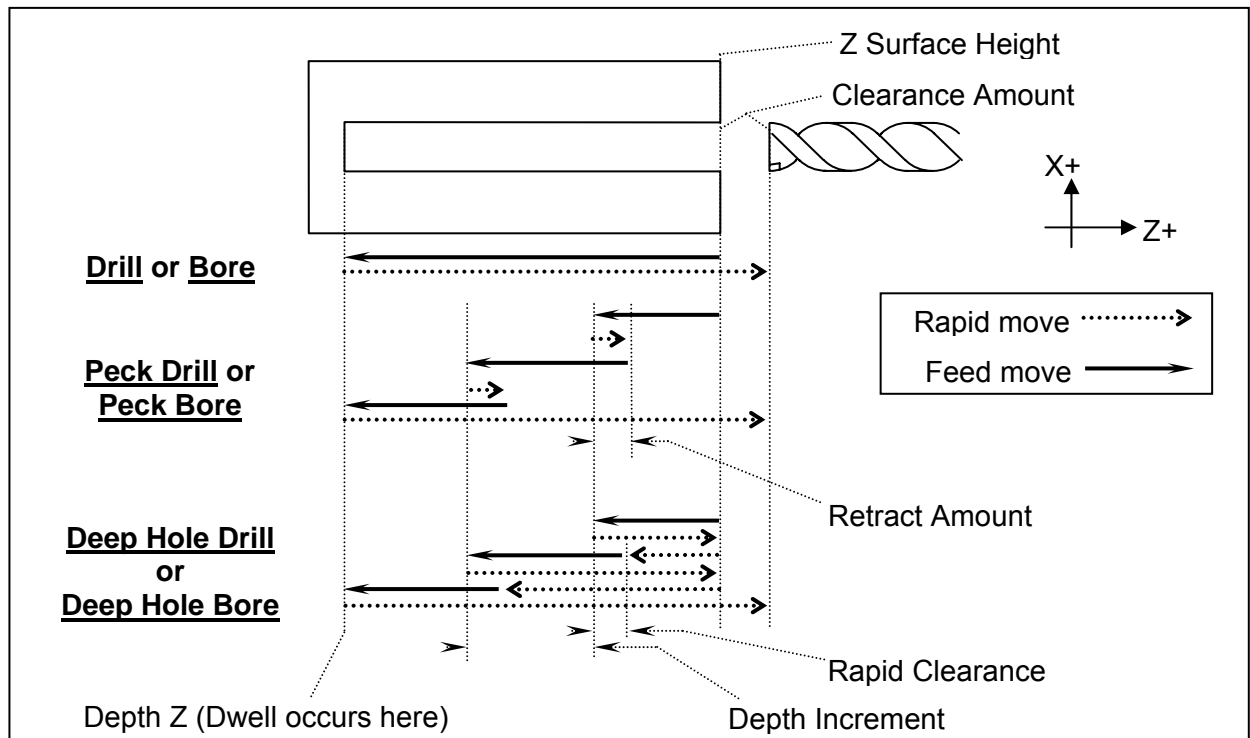 Z Surface Height
Clearance Amount
X+
Z+
Drill or Bore
Rapid move
Feed move
Peck Drill or
Peck Bore
Retract Amount
Deep Hole Drill
or
Deep Hole Bore
Rapid Clearance
Depth Z (Dwell occurs here)
Depth Increment